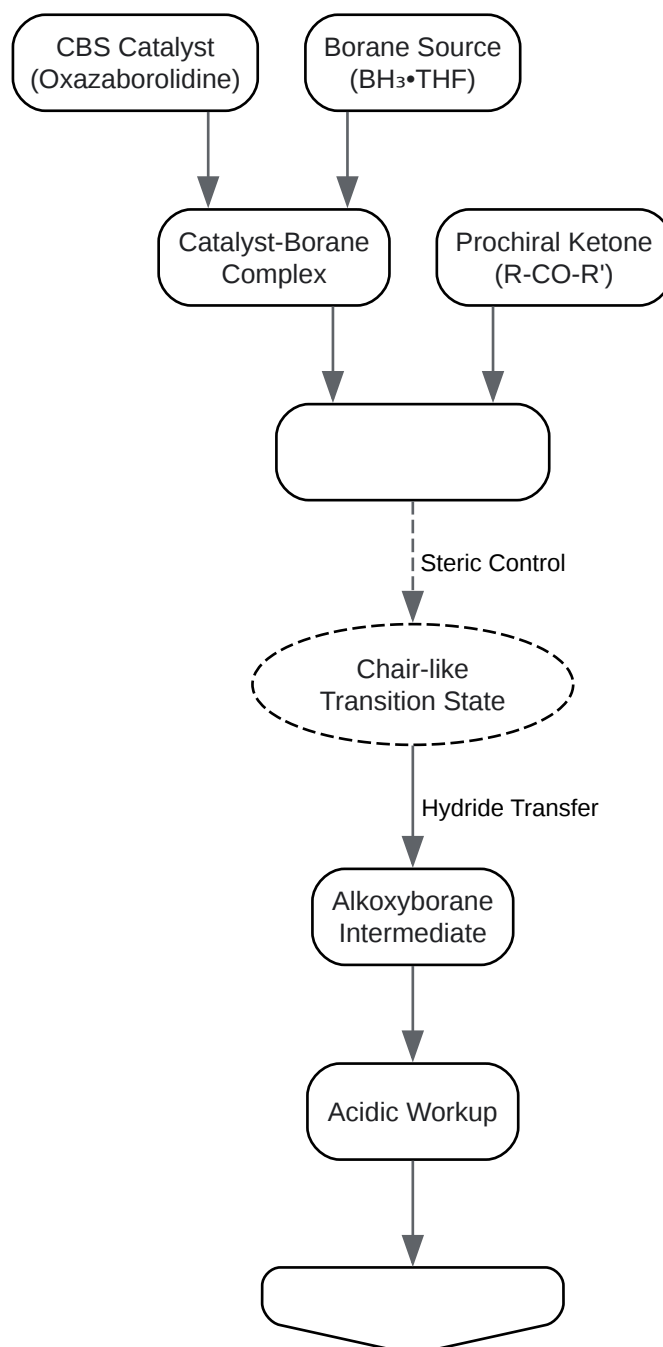 CBS Catalyst
(Oxazaborolidine)
Borane Source
(BH₃•THF)
Catalyst-Borane
Complex
Prochiral Ketone
(R-CO-R')
Steric Control
Chair-like
Transition State
Hydride Transfer
Alkoxyborane
Intermediate
Acidic Workup